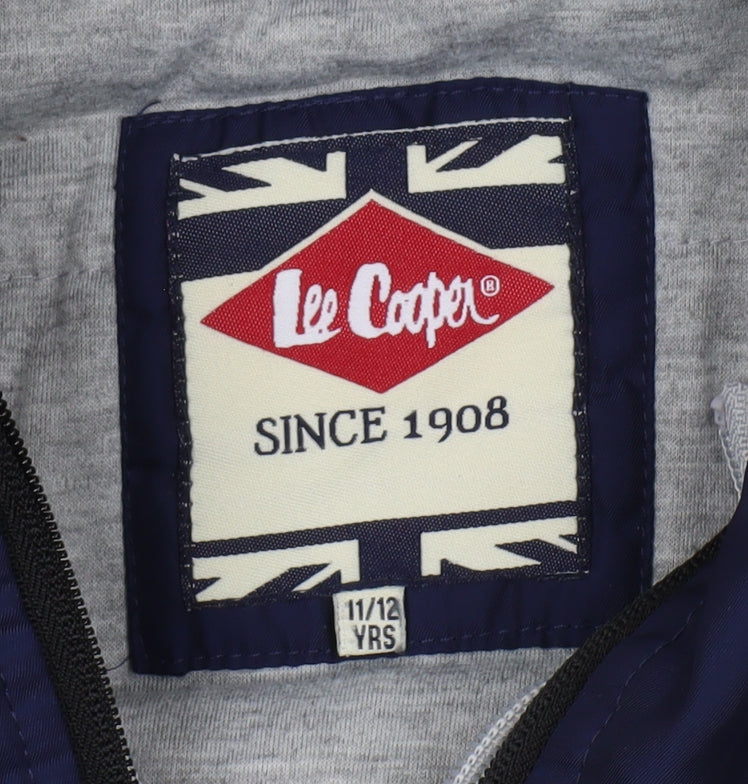 Lee Cooper®
SINCE 1908
11/12
YRS